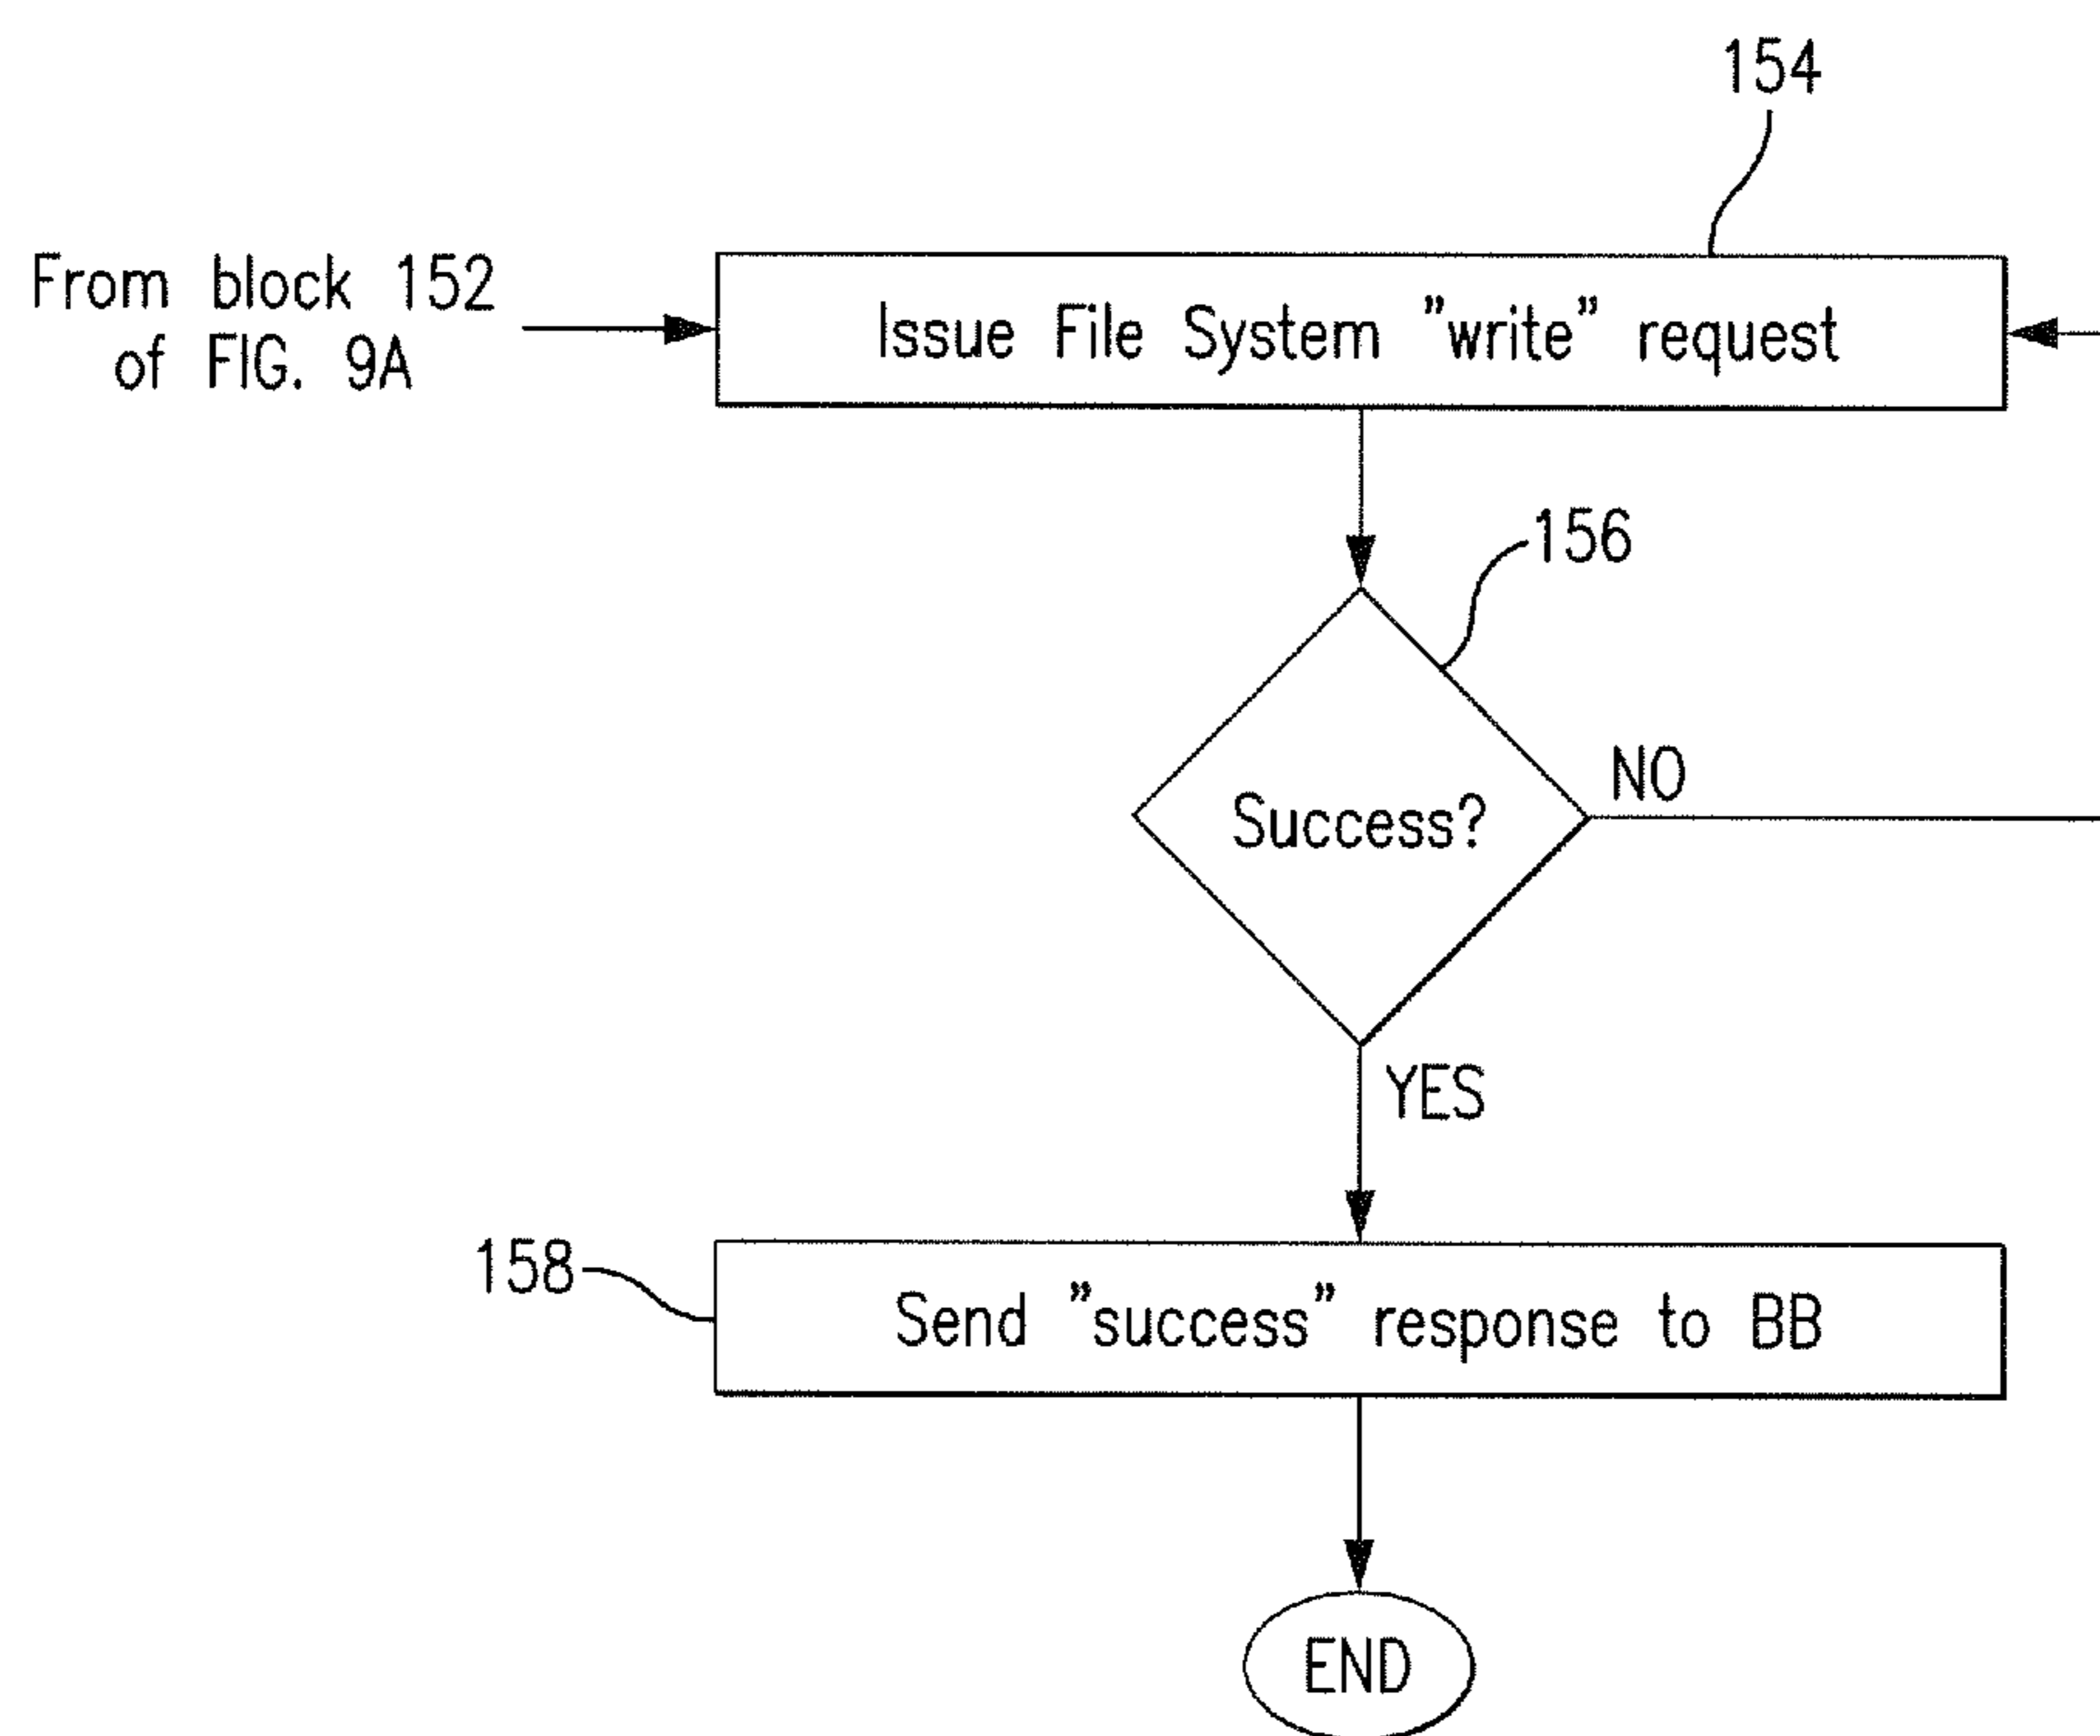 154
From block 152
of FIG. 9A
Issue File System "write" request
156
Success?
NO
YES
158
Send "success" response to BB
END